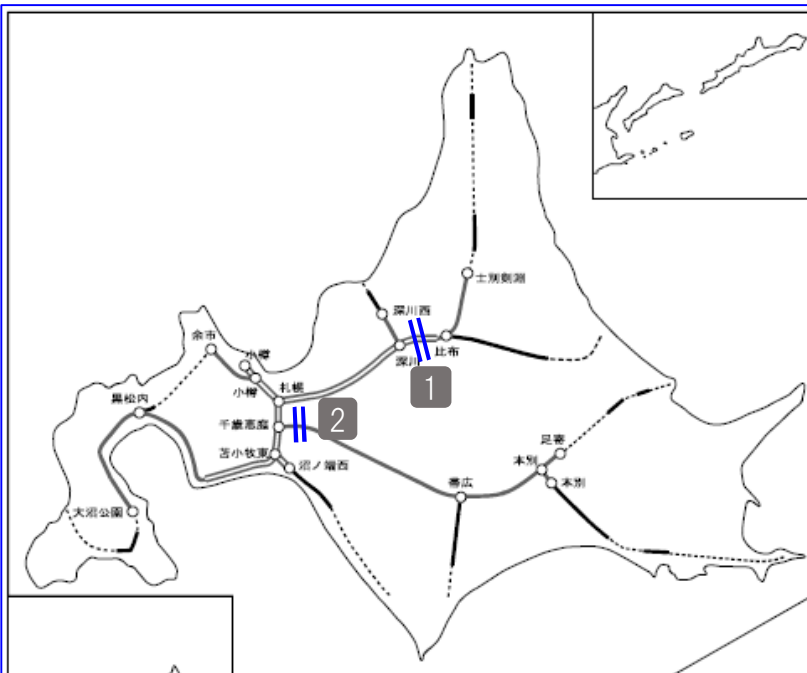 士別剣淵
深川西
深川
比布
1
余市
小樽
小樽
札幌
黒松内
千歳恵庭
2
苫小牧東
沼ノ端西
足寄
本別
本別
帯広
大沼公園